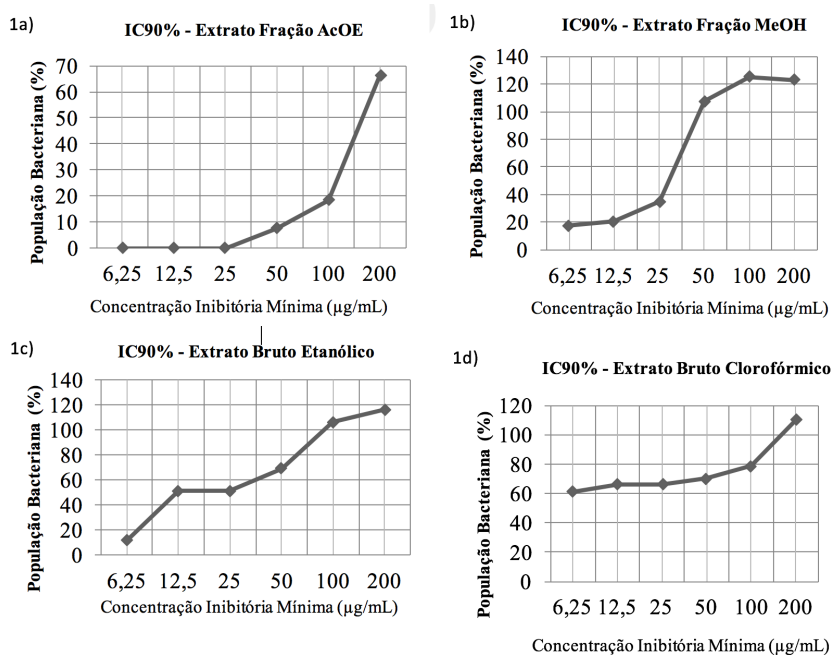 1a)
IC90% - Extrato Fração AcOE
População Bacteriana (%)
70
60
50
40
30
20
10
0
6,25 12,5 25 50 100 200
Concentração Inibitória Mínima (µg/mL)
1b)
IC90% - Extrato Fração MeOH
População Bacteriana (%)
140
120
100
80
60
40
20
0
6,25 12,5 25 50 100 200
Concentração Inibitória Mínima (µg/mL)
1c)
IC90% - Extrato Bruto Etanólico
População Bacteriana (%)
140
120
100
80
60
40
20
0
6,25 12,5 25 50 100 200
Concentração Inibitória Mínima (µg/mL)
1d)
IC90% - Extrato Bruto Clorofórmico
População Bacteriana (%)
120
100
80
60
40
20
0
6,25 12,5 25 50 100 200
Concentração Inibitória Mínima (µg/mL)